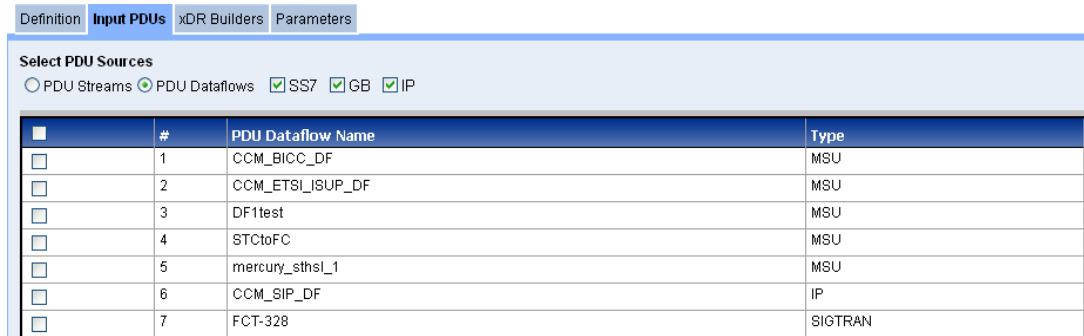 Definition Input PDUs xDR Builders Parameters
Select PDU Sources
PDU Streams PDU Dataflows SS7 GB IP
# PDU Dataflow Name Type
1 CCM_BICC_DF MSU
2 CCM_ETSI_ISUP_DF MSU
3 DF1test MSU
4 STCtoFC MSU
5 mercury_sthsl_1 MSU
6 CCM_SIP_DF IP
7 FCT-328 SIGTRAN